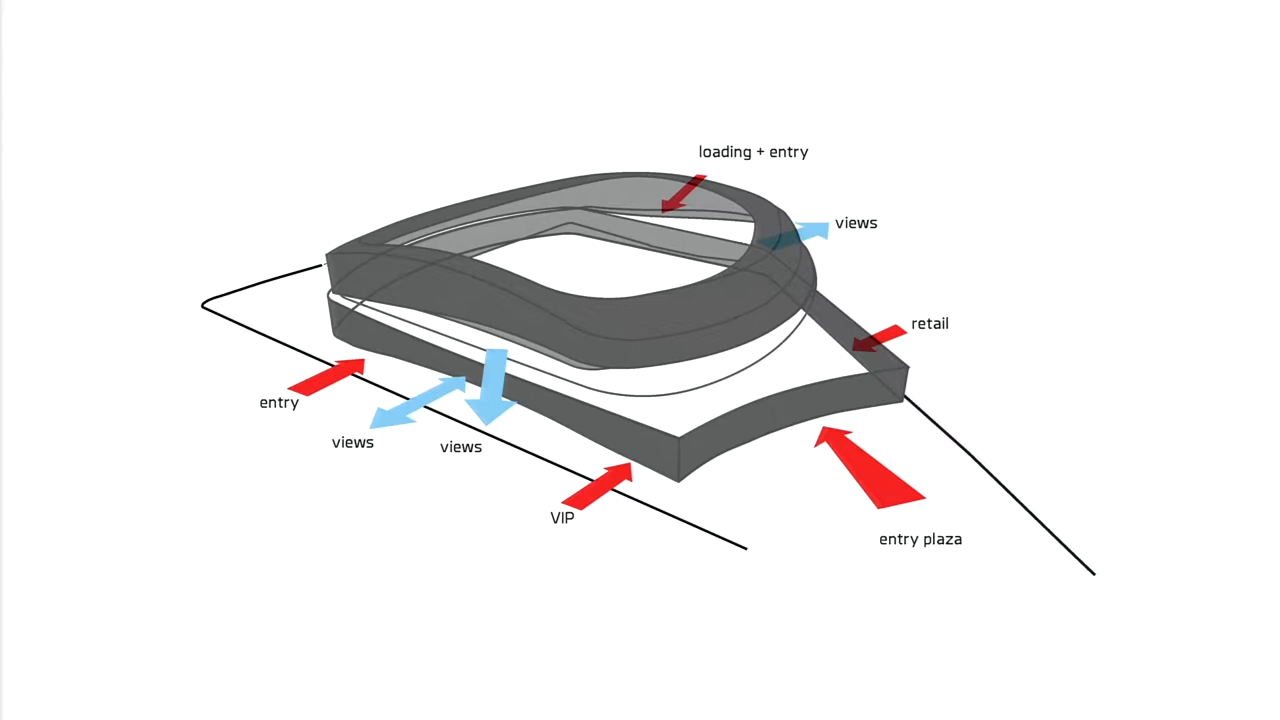 loading + entry
views
retail
entry
views
views
VIP
entry plaza